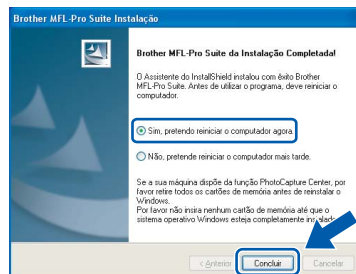 Brother MFL-Pro Suite Instalação
Brother MFL-Pro Suite da Instalação Completada!
O Assistente do InstallShield instalou com êxito Brother
MFL-Pro Suite. Antes de utilizar o programa, deve reiniciar o
computador.
Sim, pretendo reiniciar o computador agora.
Não, pretende reiniciar o computador mais tarde.
Se a sua máquina dispõe da função PhotoCapture Center, por
favor retire todos os cartões de memória antes de reinstalar o
Windows.
Por favor não insira nenhum cartão de memória até que o
sistema operativo Windows esteja completamente instalado.
< Anterior
Concluir
Cancelar